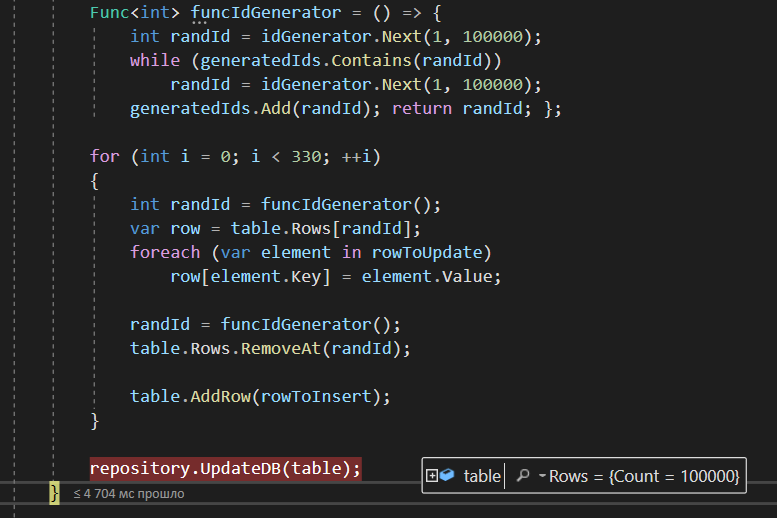 Func<int> funcIdGenerator = () => {
int randId = idGenerator.Next(1, 100000);
while (generatedIds.Contains(randId))
randId = idGenerator.Next(1, 100000);
generatedIds.Add(randId); return randId; };
for (int i = 0; i < 330; ++i)
{
int randId = funcIdGenerator();
var row = table.Rows[randId];
foreach (var element in rowToUpdate)
row[element.Key] = element.Value;
randId = funcIdGenerator();
table.Rows.RemoveAt(randId);
table.AddRow(rowToInsert);
}
repository.UpdateDB(table);
table Rows = {Count = 100000}
} ≤ 4 704 мс прошло